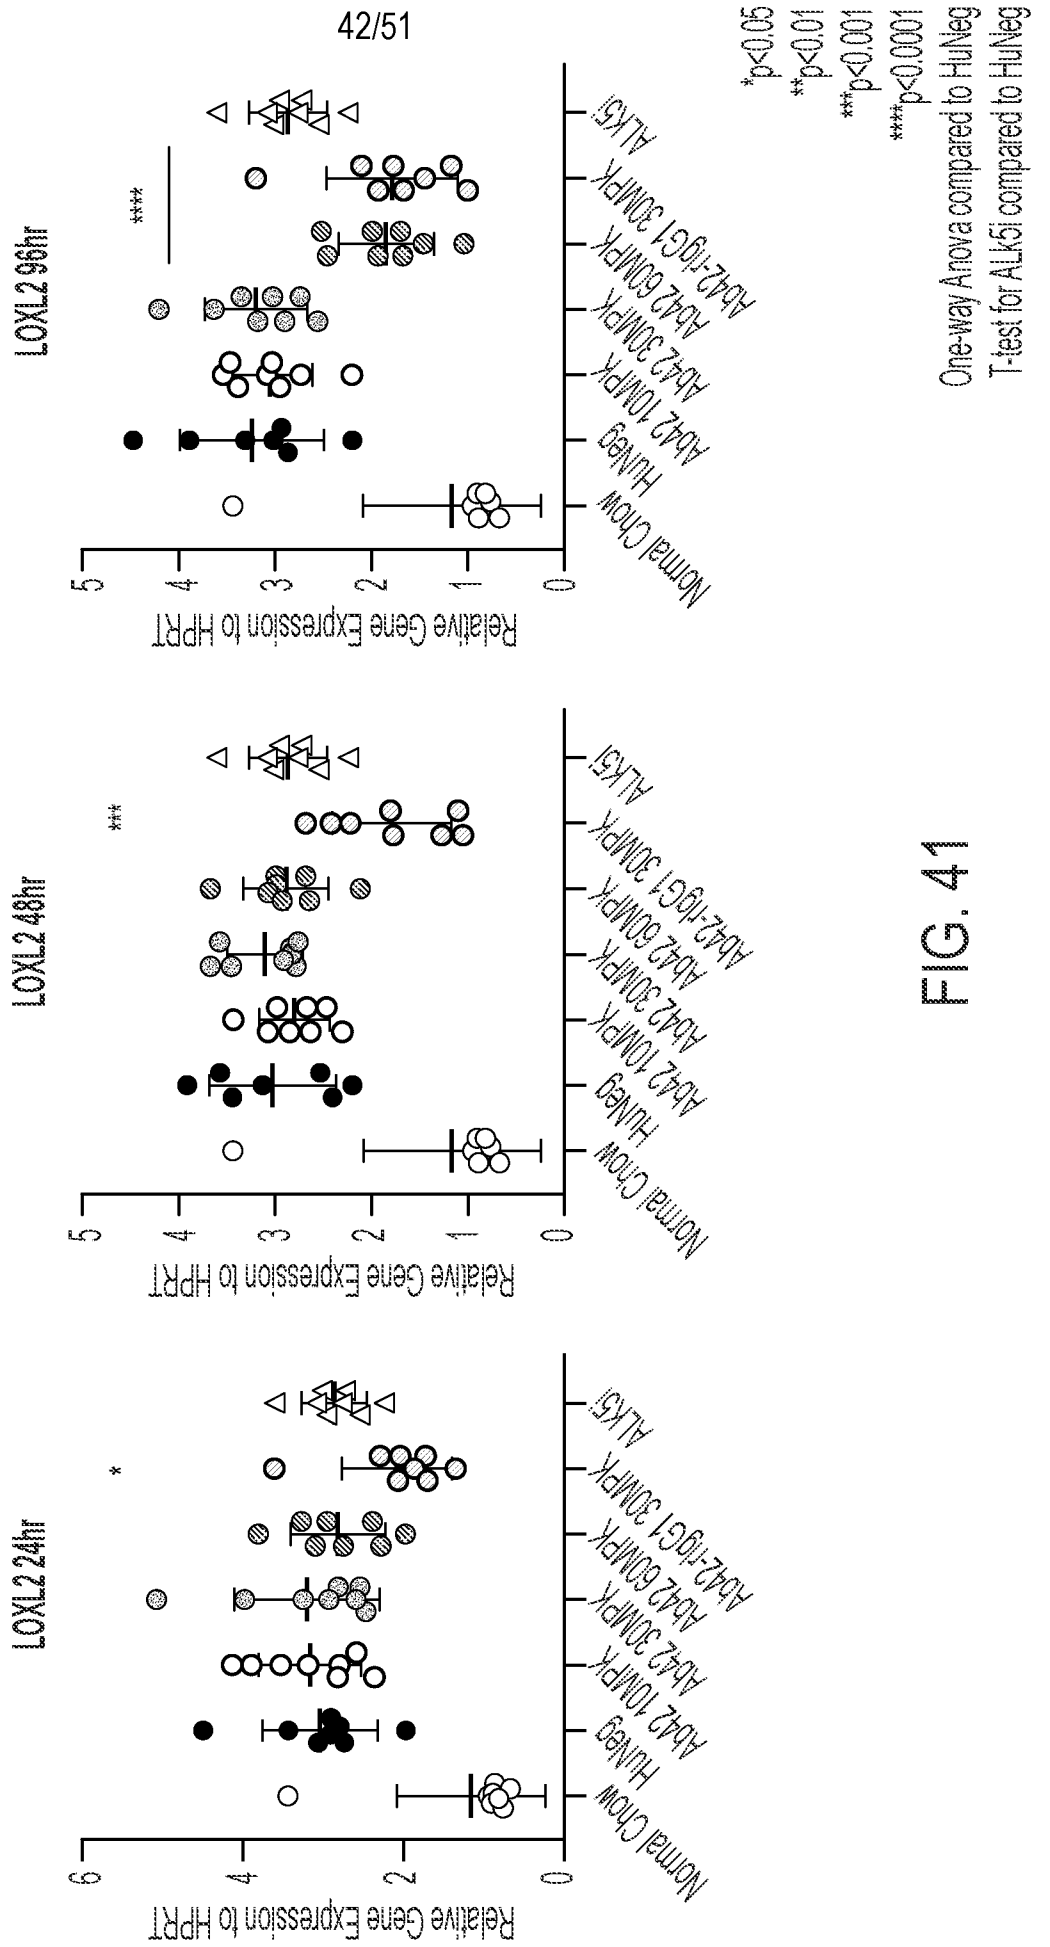 42/51
LOXL2 24hr
Relative Gene Expression to HPRT
6
4
2
0
Normal Chow
HuNeg
Ab42 10MPK
Ab42 30MPK
Ab42 60MPK
Ab42-rIgG1 30MPK
ALK5i
*
LOXL2 48hr
Relative Gene Expression to HPRT
5
4
3
2
1
0
Normal Chow
HuNeg
Ab42 10MPK
Ab42 30MPK
Ab42 60MPK
Ab42-rIgG1 30MPK
ALK5i
***
LOXL2 96hr
Relative Gene Expression to HPRT
5
4
3
2
1
0
Normal Chow
HuNeg
Ab42 10MPK
Ab42 30MPK
Ab42 60MPK
Ab42-rIgG1 30MPK
ALK5i
****
*p<0.05
**p<0.01
***p<0.001
****p<0.0001
One-way Anova compared to HuNeg
T-test for ALk5i compared to HuNeg
FIG. 41